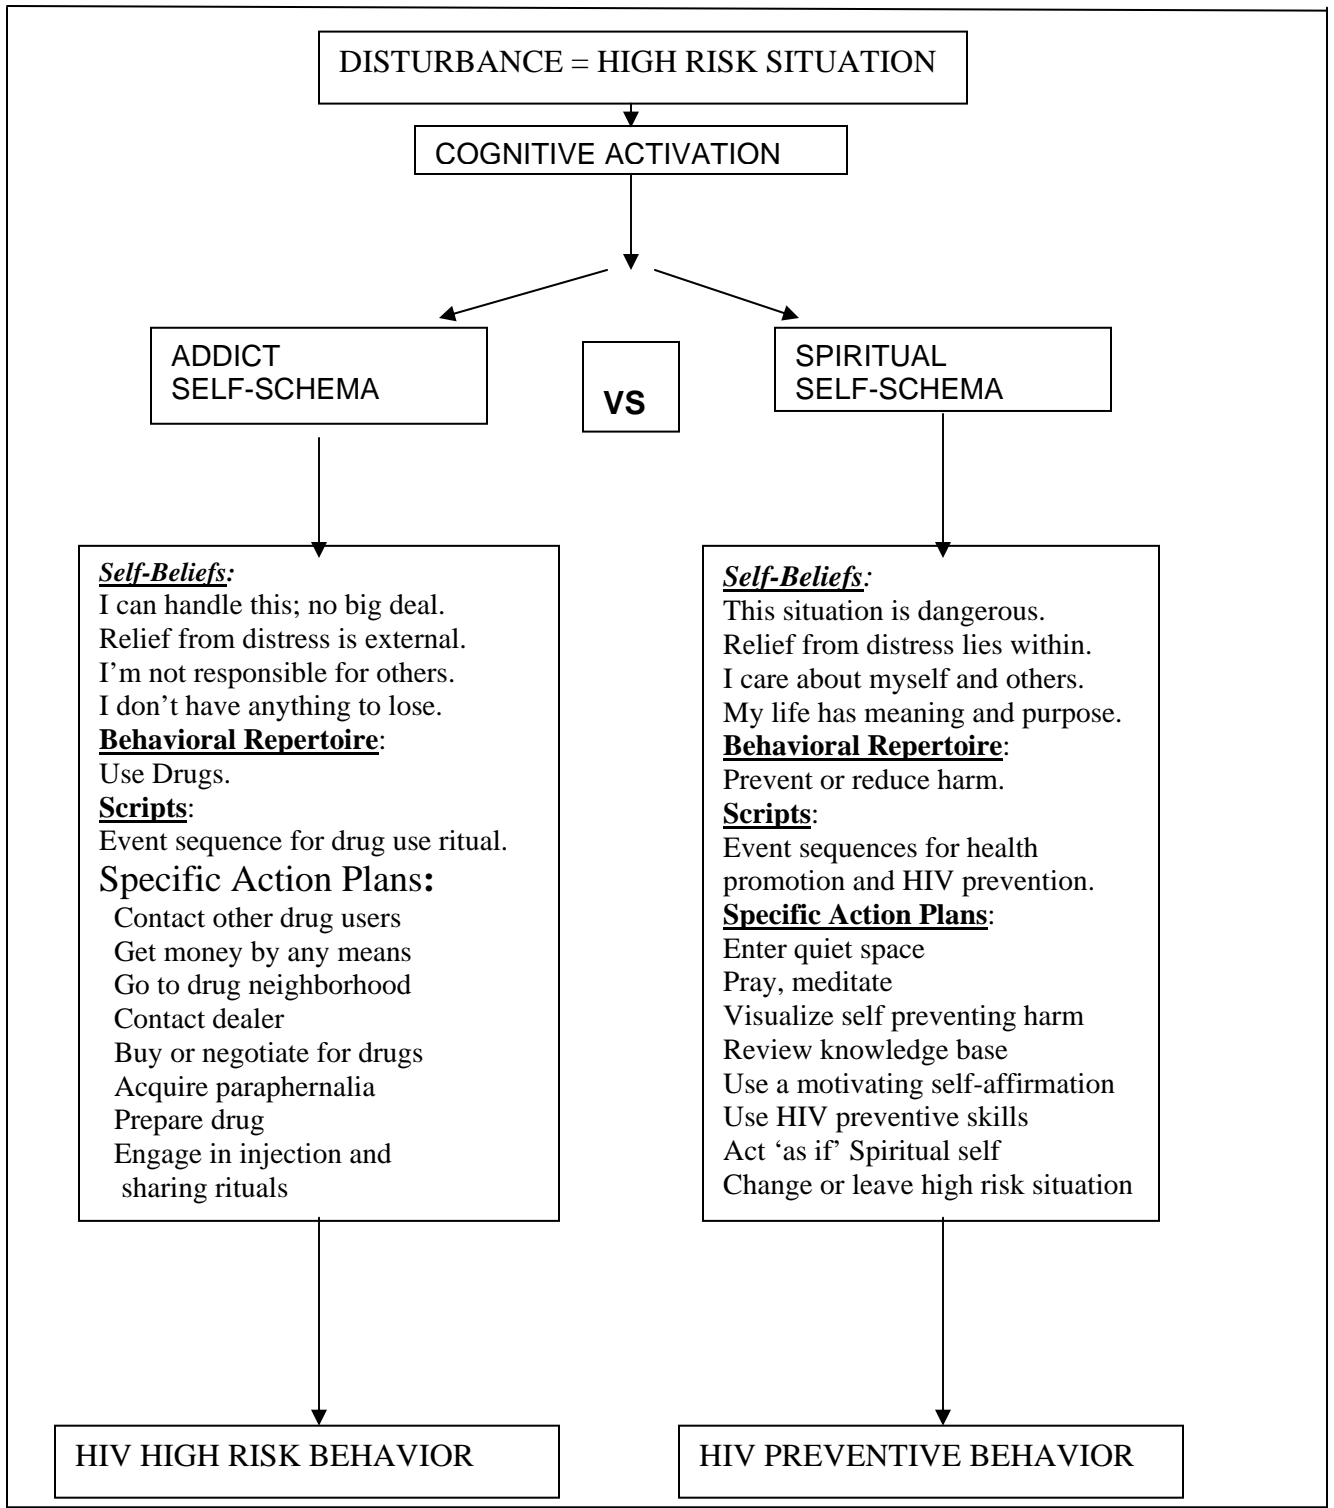 DISTURBANCE = HIGH RISK SITUATION
COGNITIVE ACTIVATION
ADDICT
SELF-SCHEMA
VS
SPIRITUAL
SELF-SCHEMA
Self-Beliefs:
I can handle this; no big deal.
Relief from distress is external.
I’m not responsible for others.
I don’t have anything to lose.
Behavioral Repertoire:
Use Drugs.
Scripts:
Event sequence for drug use ritual.
Specific Action Plans:
Contact other drug users
Get money by any means
Go to drug neighborhood
Contact dealer
Buy or negotiate for drugs
Acquire paraphernalia
Prepare drug
Engage in injection and
sharing rituals
Self-Beliefs:
This situation is dangerous.
Relief from distress lies within.
I care about myself and others.
My life has meaning and purpose.
Behavioral Repertoire:
Prevent or reduce harm.
Scripts:
Event sequences for health
promotion and HIV prevention.
Specific Action Plans:
Enter quiet space
Pray, meditate
Visualize self preventing harm
Review knowledge base
Use a motivating self-affirmation
Use HIV preventive skills
Act ‘as if’ Spiritual self
Change or leave high risk situation
HIV HIGH RISK BEHAVIOR
HIV PREVENTIVE BEHAVIOR